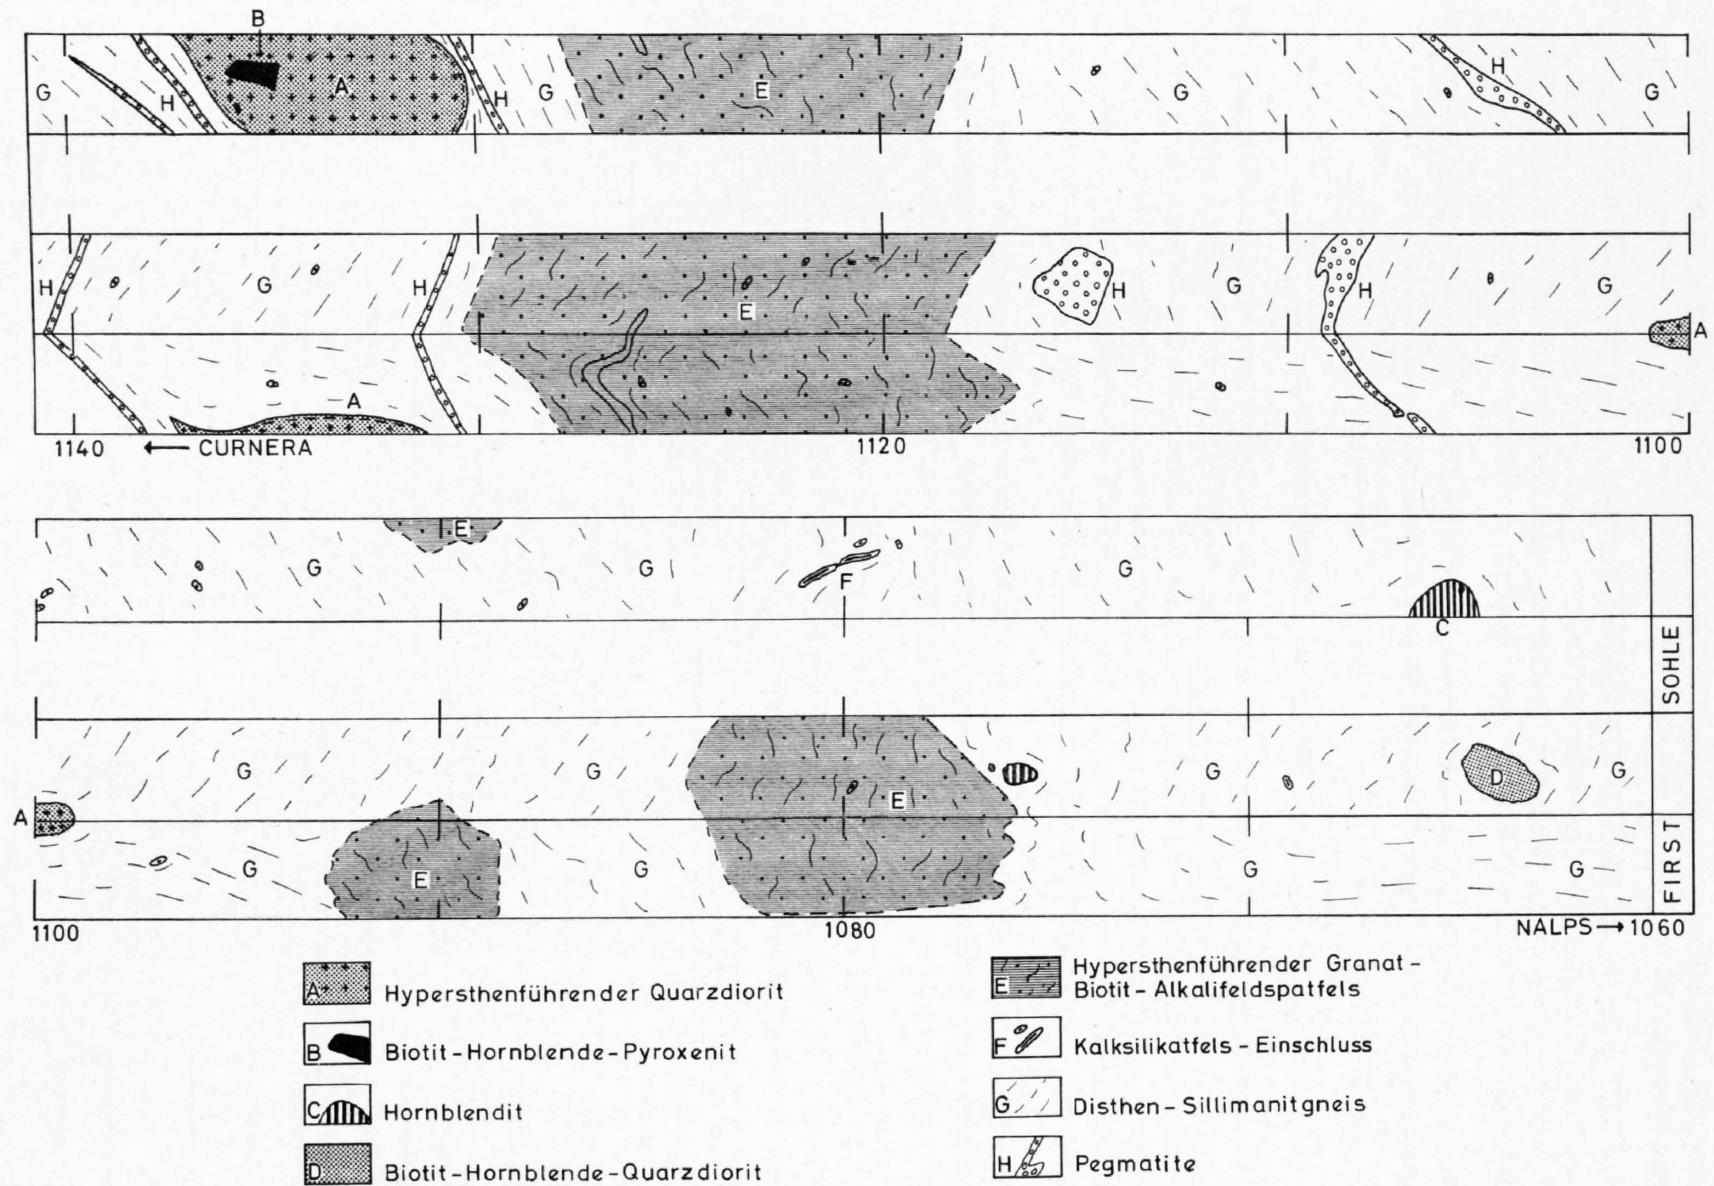 B
G H A H G E G H G
H G H E H G H G A
A
1140 ← CURNERA 1120 1100
E G G F G C
SOHLE
G G E G D G
A
G E G G G
FIRST
1100 1080 NALPS → 1060
A Hypersthenführender Quarzdiorit
B Biotit-Hornblende-Pyroxenit
C Hornblendit
D Biotit-Hornblende-Quarzdiorit
E Hypersthenführender Granat-
Biotit-Alkalifeldspatfels
F Kalksilikatfels-Einschluss
G Disthen-Sillimanitgneis
H Pegmatite